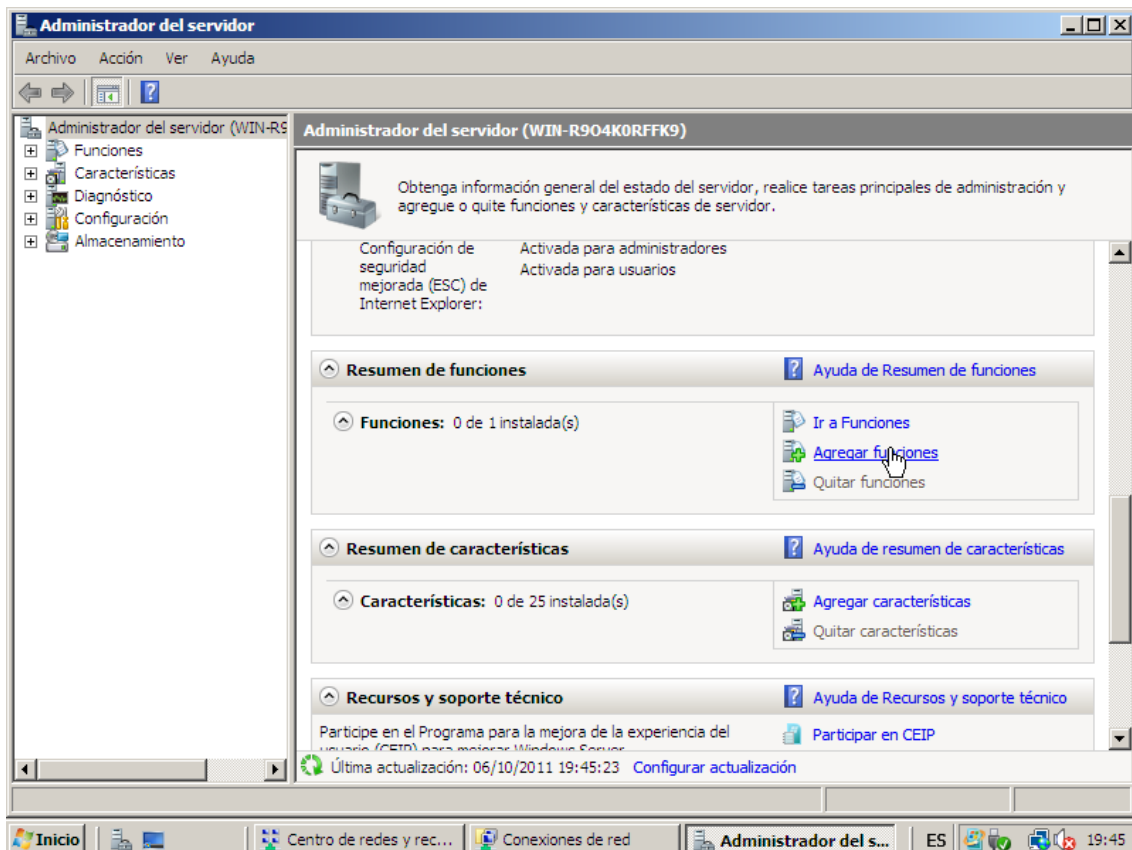 Administrador del servidor
Archivo Acción Ver Ayuda
Administrador del servidor (WIN-R9
Funciones
Características
Diagnóstico
Configuración
Almacenamiento
Administrador del servidor (WIN-R9O4K0RFFK9)
Obtenga información general del estado del servidor, realice tareas principales de administración y
agregue o quite funciones y características de servidor.
Configuración de
seguridad
mejorada (ESC) de
Internet Explorer:
Activada para administradores
Activada para usuarios
Resumen de funciones
Ayuda de Resumen de funciones
Funciones: 0 de 1 instalada(s)
Ir a Funciones
Agregar funciones
Quitar funciones
Resumen de características
Ayuda de resumen de características
Características: 0 de 25 instalada(s)
Agregar características
Quitar características
Recursos y soporte técnico
Ayuda de Recursos y soporte técnico
Participe en el Programa para la mejora de la experiencia del
usuario (CEIP) para mejorar Windows Server
Participar en CEIP
Última actualización: 06/10/2011 19:45:23 Configurar actualización
Inicio
Centro de redes y rec...
Conexiones de red
Administrador del s...
ES
19:45